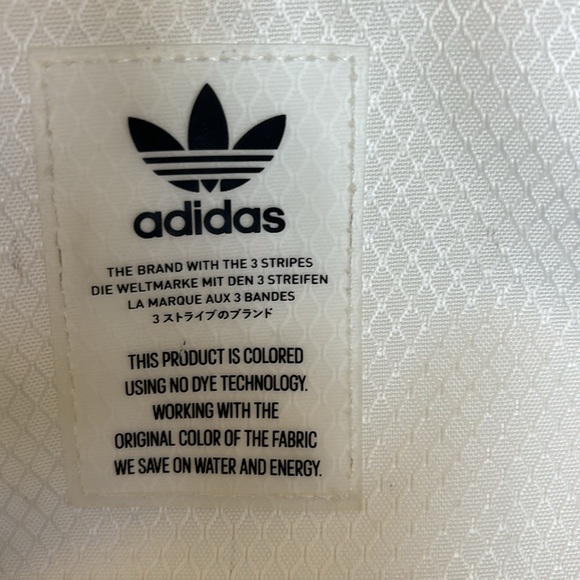 adidas
THE BRAND WITH THE 3 STRIPES
DIE WELTMARKE MIT DEN 3 STREIFEN
LA MARQUE AUX 3 BANDES
3 ストライプのブランド
THIS PRODUCT IS COLORED
USING NO DYE TECHNOLOGY.
WORKING WITH THE
ORIGINAL COLOR OF THE FABRIC
WE SAVE ON WATER AND ENERGY.